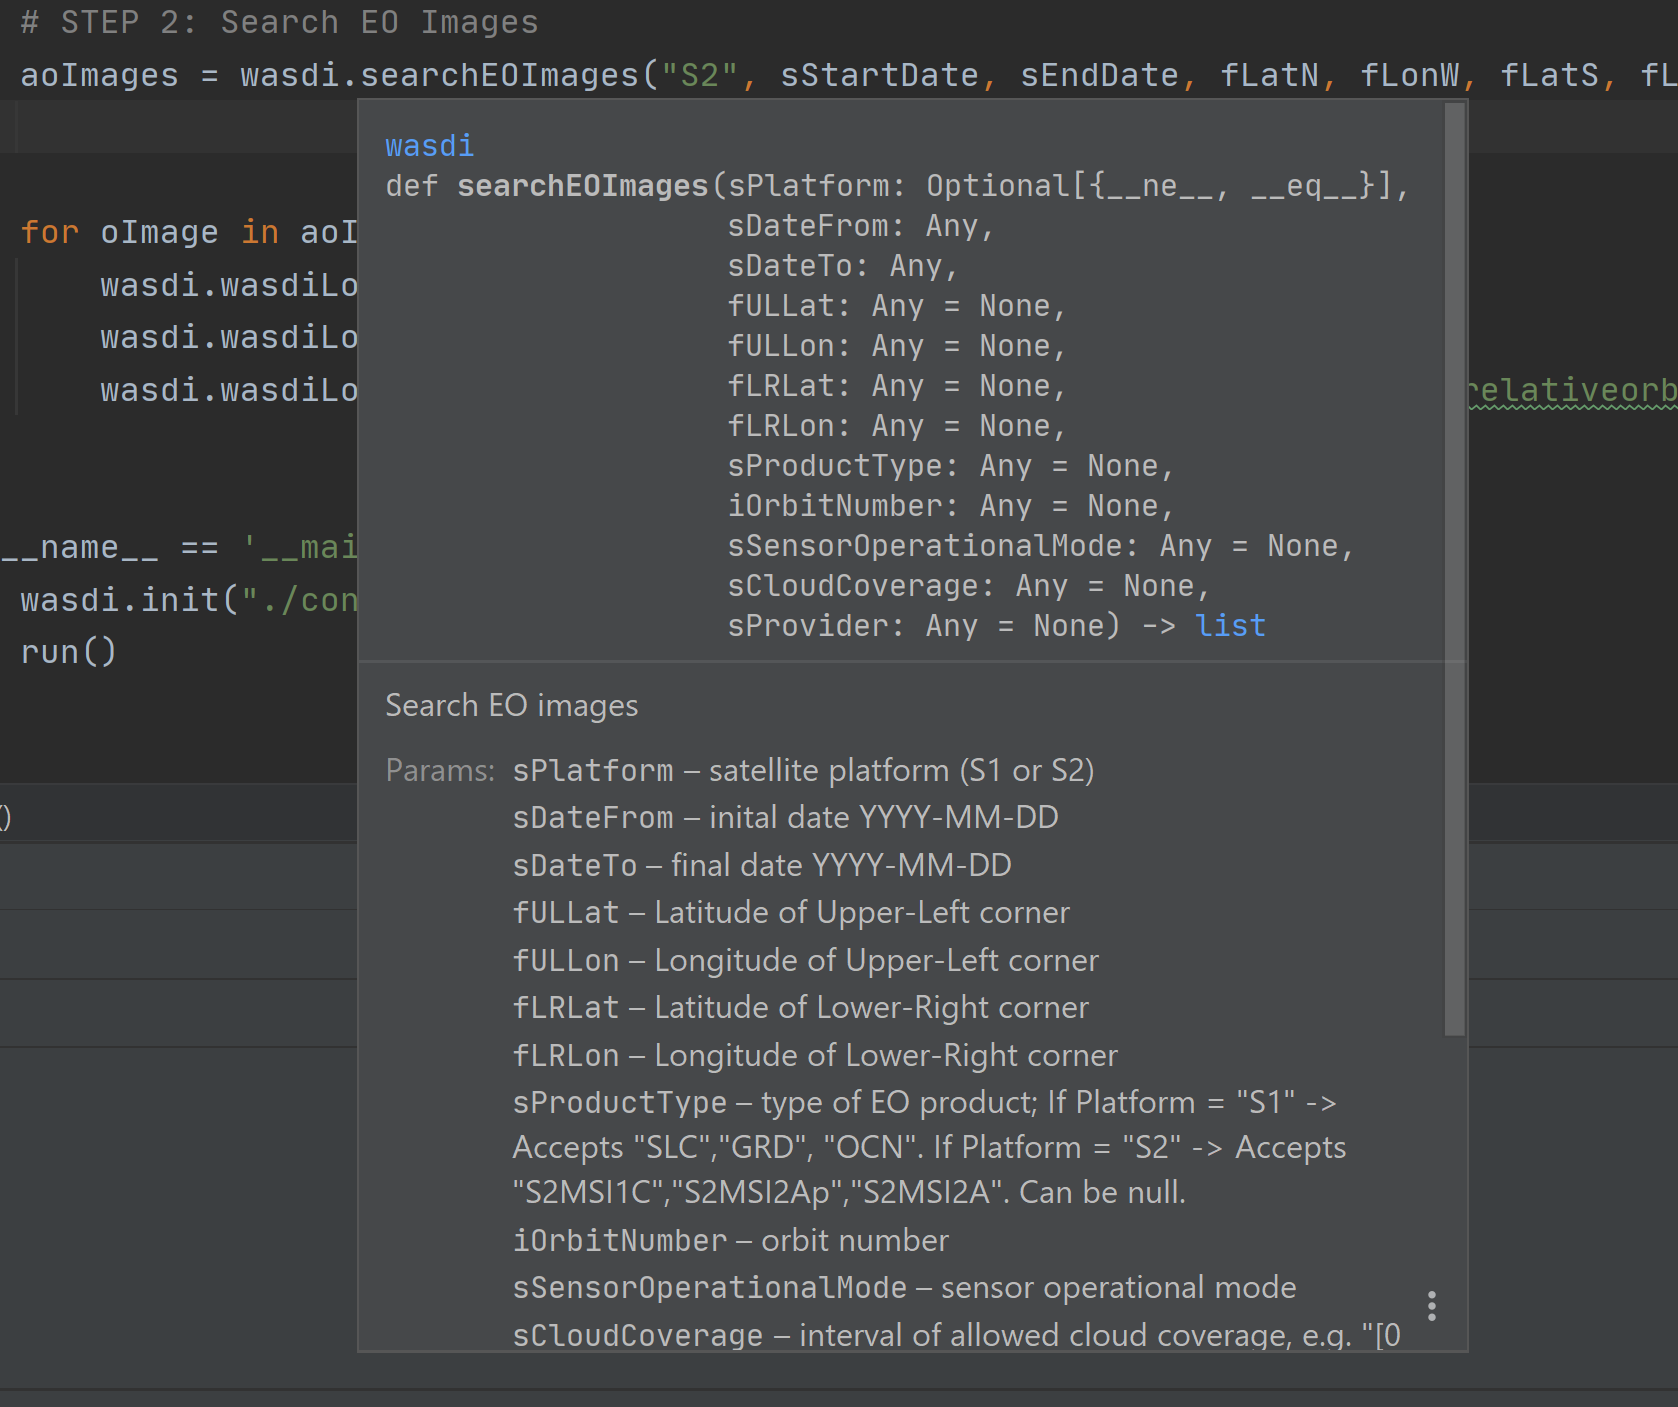 # STEP 2: Search EO Images
aoImages = wasdi.searchEOImages("S2", sStartDate, sEndDate, fLatN, fLonW, fLatS, fL
wasdi
def searchEOImages(sPlatform: Optional[{__ne__, __eq__}],
sDateFrom: Any,
sDateTo: Any,
fULLat: Any = None,
fULLon: Any = None,
fLRLat: Any = None,
fLRLon: Any = None,
sProductType: Any = None,
iOrbitNumber: Any = None,
sSensorOperationalMode: Any = None,
sCloudCoverage: Any = None,
sProvider: Any = None) -> list
for oImage in aoI
wasdi.wasdiLo
wasdi.wasdiLo
wasdi.wasdiLo
relativeorb
__name__ == '__mai
wasdi.init("./con
run()
()
Search EO images
Params: sPlatform – satellite platform (S1 or S2)
sDateFrom – inital date YYYY-MM-DD
sDateTo – final date YYYY-MM-DD
fULLat – Latitude of Upper-Left corner
fULLon – Longitude of Upper-Left corner
fLRLat – Latitude of Lower-Right corner
fLRLon – Longitude of Lower-Right corner
sProductType – type of EO product; If Platform = "S1" ->
Accepts "SLC","GRD", "OCN". If Platform = "S2" -> Accepts
"S2MSI1C","S2MSI2Ap","S2MSI2A". Can be null.
iOrbitNumber – orbit number
sSensorOperationalMode – sensor operational mode
sCloudCoverage – interval of allowed cloud coverage, e.g. "[0